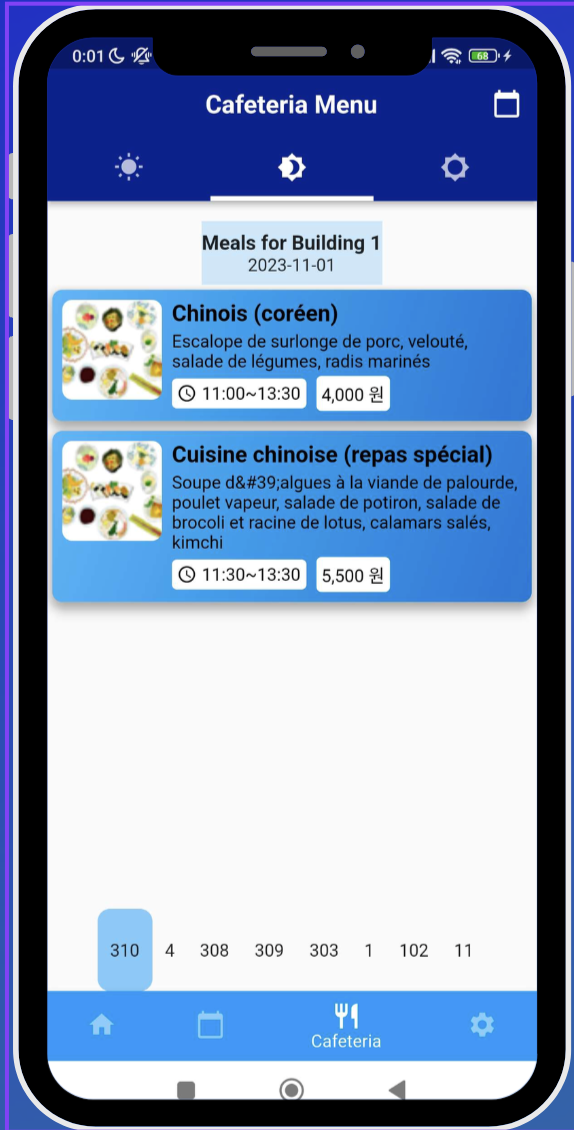 0:01
68
Cafeteria Menu
Meals for Building 1
2023-11-01
Chinois (coréen)
Escalope de surlonge de porc, velouté,
salade de légumes, radis marinés
11:00~13:30 4,000 원
Cuisine chinoise (repas spécial)
Soupe d&#39;algues à la viande de palourde,
poulet vapeur, salade de potiron, salade de
brocoli et racine de lotus, calamars salés,
kimchi
11:30~13:30 5,500 원
310 4 308 309 303 1 102 11
Cafeteria